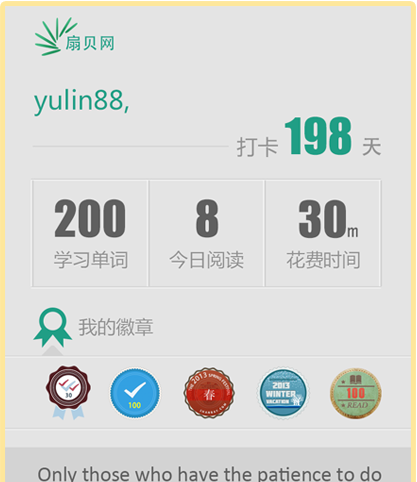 扇贝网
yulin88,
打卡 198 天
200 8 30m
学习单词 今日阅读 花费时间
我的徽章
30
100
春
2013
WINTER
VACATION
100
READ
Only those who have the patience to do